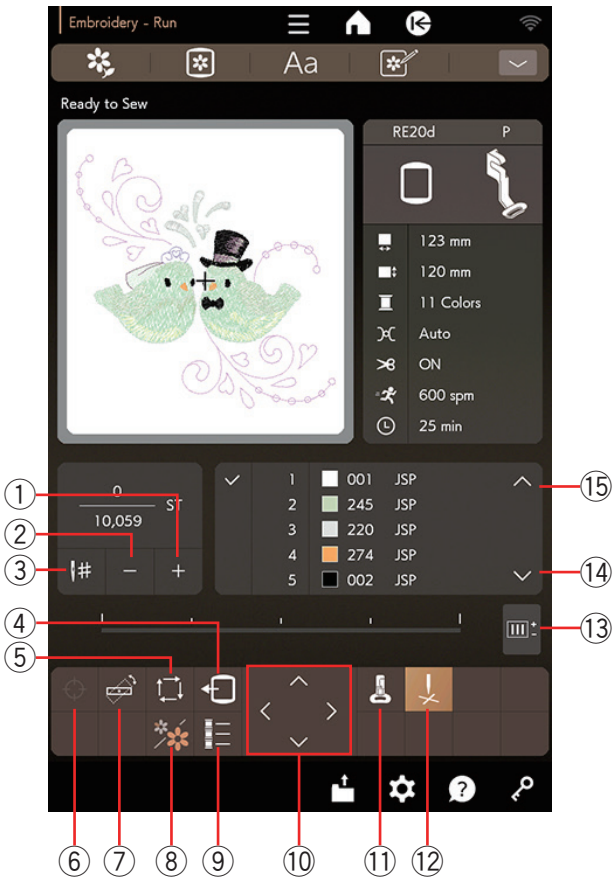 Embroidery - Run
Aa
Ready to Sew
RE20d P
123 mm
120 mm
11 Colors
Auto
ON
600 spm
25 min
0
10,059
ST
1 001 JSP
2 245 JSP
3 220 JSP
4 274 JSP
5 002 JSP
#
− +
?
1
2
3
4
5
6
7
8
9
10
11
12
13
14
15